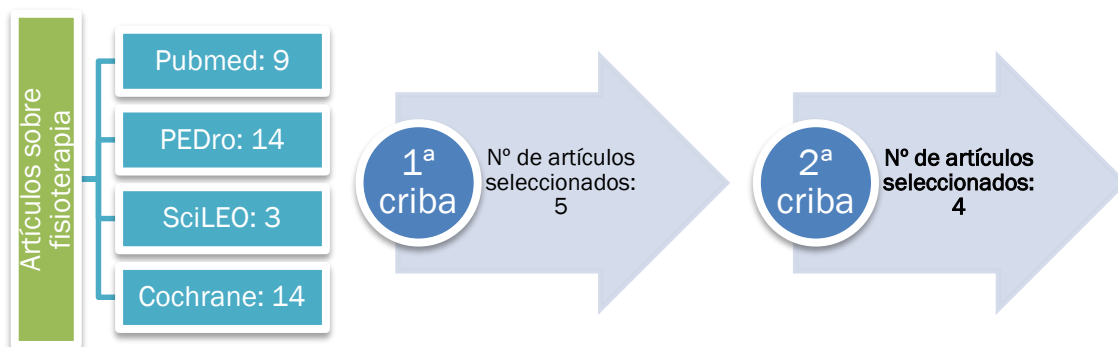 Artículos sobre
fisioterapia
Pubmed: 9
PEDro: 14
SciLEO: 3
Cochrane: 14
1ª
criba
Nº de artículos
seleccionados:
5
2ª
criba
Nº de artículos
seleccionados:
4